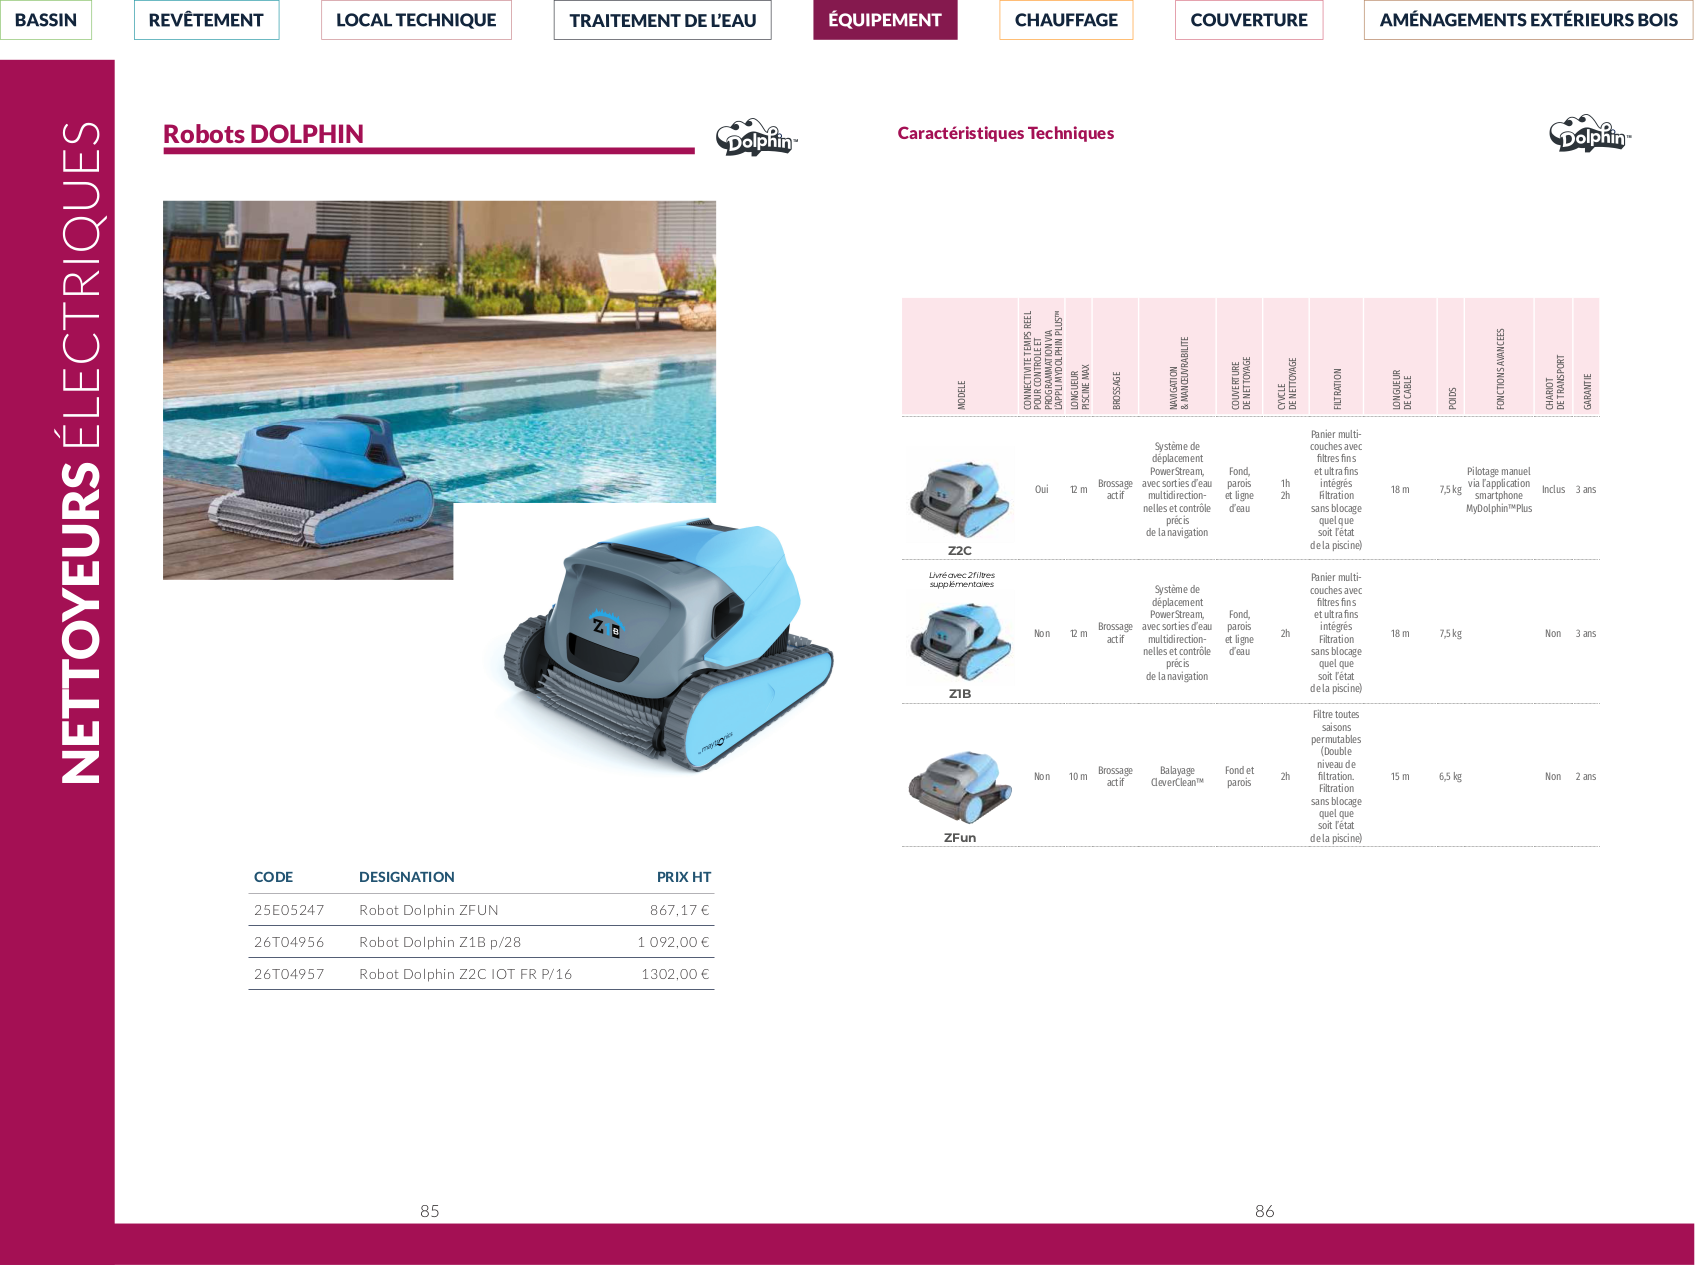 BASSIN
REVÊTEMENT
LOCAL TECHNIQUE
TRAITEMENT DE L'EAU
ÉQUIPEMENT
CHAUFFAGE
COUVERTURE
AMÉNAGEMENTS EXTÉRIEURS BOIS
NETTOYEURS ÉLECTRIQUES
Robots DOLPHIN
Dolphin™
Z1B
by maytronics
CODE DESIGNATION PRIX HT
25E05247 Robot Dolphin ZFUN 867,17 €
26T04956 Robot Dolphin Z1B p/28 1 092,00 €
26T04957 Robot Dolphin Z2C IOT FR P/16 1302,00 €
85
Caractéristiques Techniques
Dolphin™
MODELE
CONNECTIVITE TEMPS REEL
POUR CONTROLE ET
PROGRAMMATION VIA
L'APPLI MYDOLPHIN PLUS™
LONGUEUR
PISCINE MAX
BROSSAGE
NAVIGATION
& MANŒUVRABILITE
COUVERTURE
DE NETTOYAGE
CYVCLE
DE NETTOYAGE
FILTRATION
LONGUEUR
DE CABLE
POIDS
FONCTIONS AVANCEES
CHARIOT
DE TRANSPORT
GARANTIE
Z2C
Oui
12 m
Brossage
actif
Système de
déplacement
PowerStream,
avec sorties d'eau
multidirection-
nelles et contrôle
précis
de la navigation
Fond,
parois
et ligne
d'eau
1h
2h
Panier multi-
couches avec
filtres fins
et ultra fins
intégrés
Filtration
sans blocage
quel que
soit l'état
de la piscine)
18 m
7,5 kg
Pilotage manuel
via l'application
smartphone
MyDolphin™Plus
Inclus
3 ans
Livré avec 2 filtres
supplémentaires
Z1B
Non
12 m
Brossage
actif
Système de
déplacement
PowerStream,
avec sorties d'eau
multidirection-
nelles et contrôle
précis
de la navigation
Fond,
parois
et ligne
d'eau
2h
Panier multi-
couches avec
filtres fins
et ultra fins
intégrés
Filtration
sans blocage
quel que
soit l'état
de la piscine)
18 m
7,5 kg
Non
3 ans
ZFun
Non
10 m
Brossage
actif
Balayage
CleverClean™
Fond et
parois
2h
Filtre toutes
saisons
permutables
(Double
niveau de
filtration.
Filtration
sans blocage
quel que
soit l'état
de la piscine)
15 m
6,5 kg
Non
2 ans
86